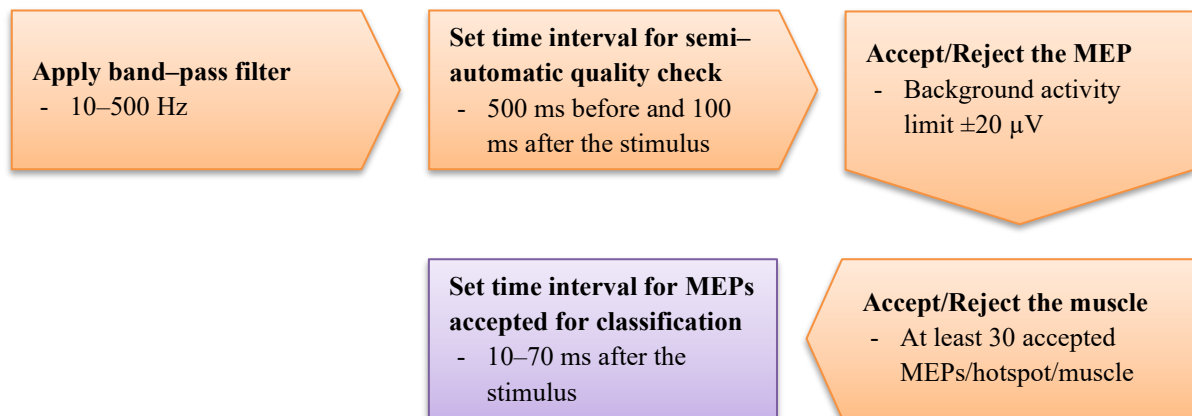 Apply band–pass filter
- 10–500 Hz
Set time interval for semi–
automatic quality check
- 500 ms before and 100
ms after the stimulus
Accept/Reject the MEP
- Background activity
limit ±20 µV
Accept/Reject the muscle
- At least 30 accepted
MEPs/hotspot/muscle
Set time interval for MEPs
accepted for classification
- 10–70 ms after the
stimulus